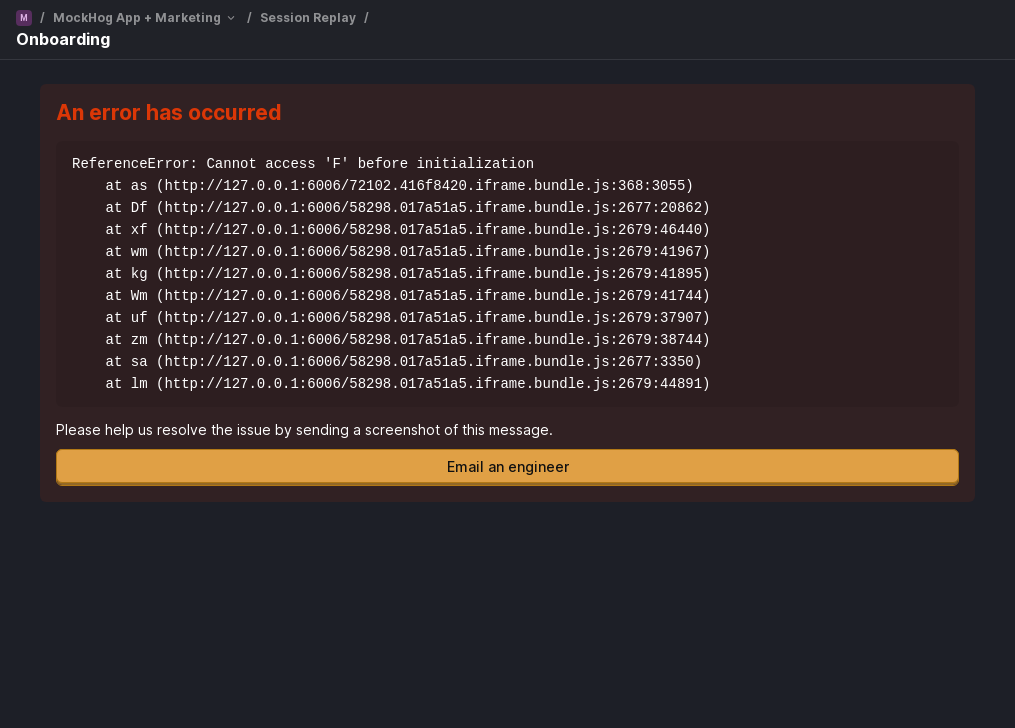 M / MockHog App + Marketing / Session Replay /
Onboarding
An error has occurred
ReferenceError: Cannot access 'F' before initialization
at as (http://127.0.0.1:6006/72102.416f8420.iframe.bundle.js:368:3055)
at Df (http://127.0.0.1:6006/58298.017a51a5.iframe.bundle.js:2677:20862)
at xf (http://127.0.0.1:6006/58298.017a51a5.iframe.bundle.js:2679:46440)
at wm (http://127.0.0.1:6006/58298.017a51a5.iframe.bundle.js:2679:41967)
at kg (http://127.0.0.1:6006/58298.017a51a5.iframe.bundle.js:2679:41895)
at Wm (http://127.0.0.1:6006/58298.017a51a5.iframe.bundle.js:2679:41744)
at uf (http://127.0.0.1:6006/58298.017a51a5.iframe.bundle.js:2679:37907)
at zm (http://127.0.0.1:6006/58298.017a51a5.iframe.bundle.js:2679:38744)
at sa (http://127.0.0.1:6006/58298.017a51a5.iframe.bundle.js:2677:3350)
at lm (http://127.0.0.1:6006/58298.017a51a5.iframe.bundle.js:2679:44891)
Please help us resolve the issue by sending a screenshot of this message.
Email an engineer